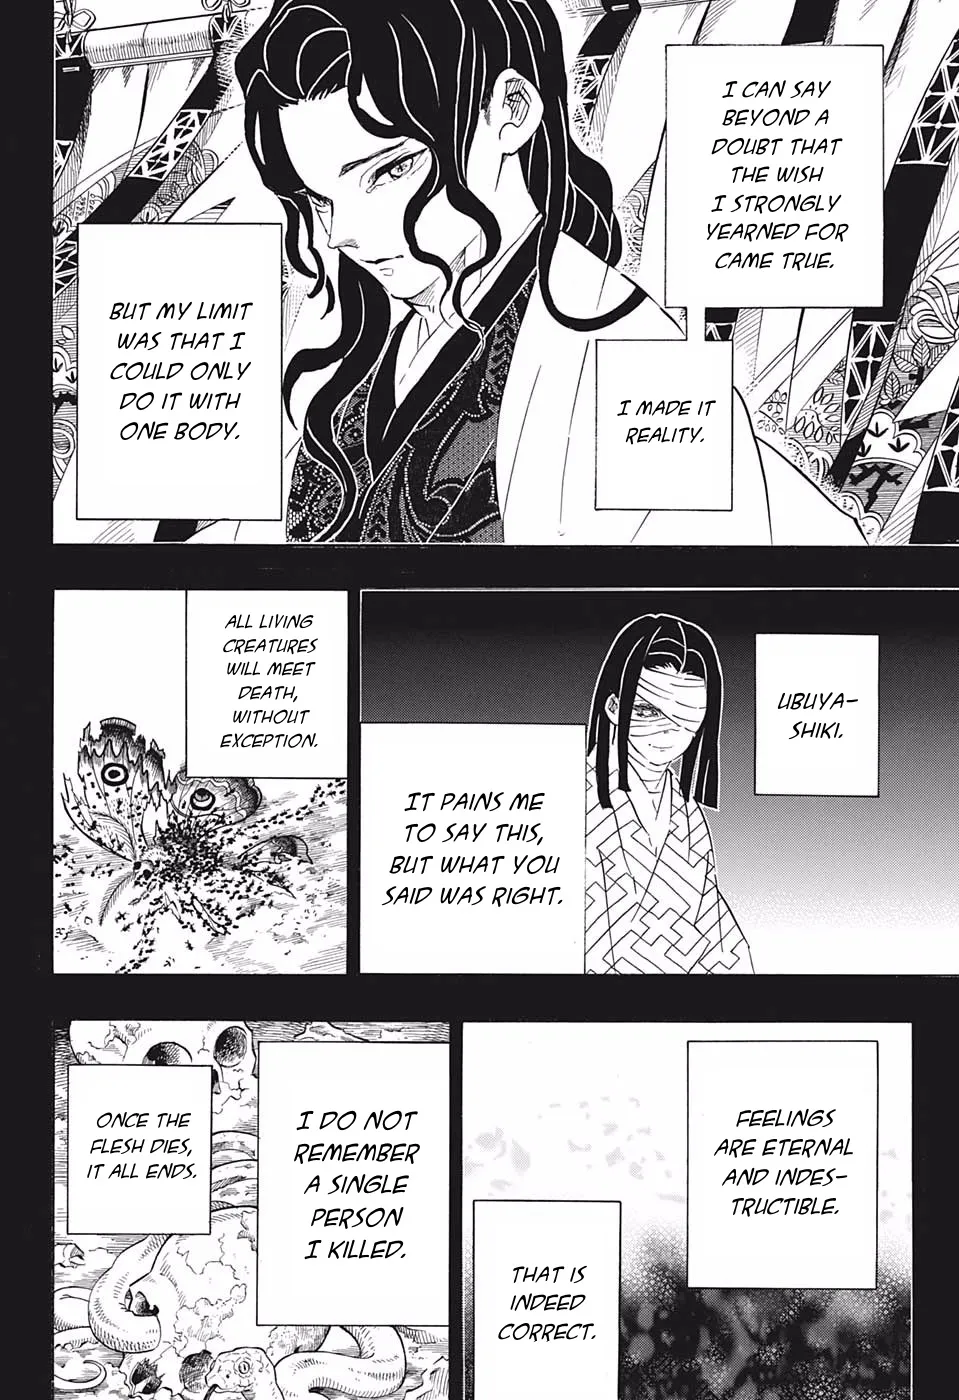 I CAN SAY
BEYOND A
DOUBT THAT
THE WISH
I STRONGLY
YEARNED FOR
CAME TRUE.
I MADE IT
REALITY.
BUT MY LIMIT
WAS THAT I
COULD ONLY
DO IT WITH
ONE BODY.
UBUYA-
SHIKI.
IT PAINS ME
TO SAY THIS,
BUT WHAT YOU
SAID WAS RIGHT.
ALL LIVING
CREATURES
WILL MEET
DEATH,
WITHOUT
EXCEPTION.
FEELINGS
ARE ETERNAL
AND INDES-
TRUCTIBLE.
THAT IS
INDEED
CORRECT.
I DO NOT
REMEMBER
A SINGLE
PERSON
I KILLED.
ONCE THE
FLESH DIES,
IT ALL ENDS.